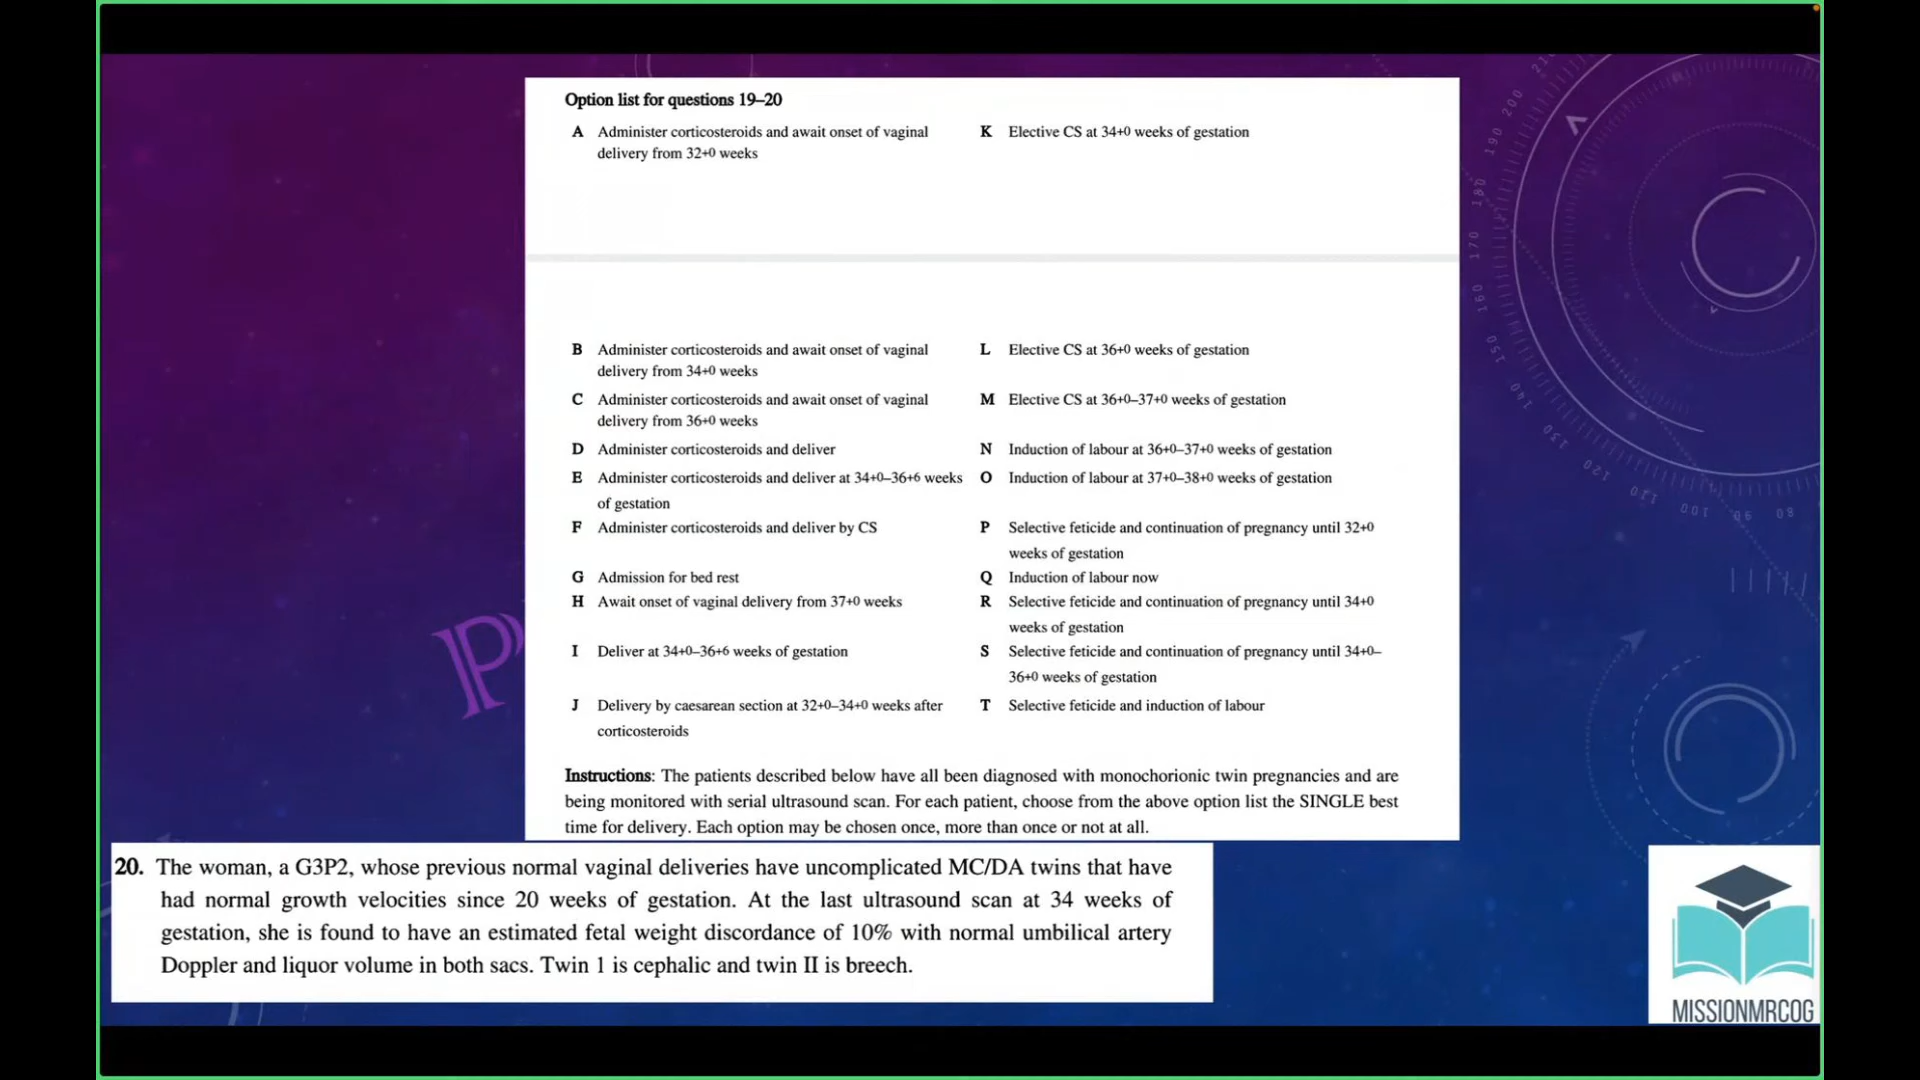 Option list for questions 19–20
A Administer corticosteroids and await onset of vaginal
delivery from 32+0 weeks
K Elective CS at 34+0 weeks of gestation
B Administer corticosteroids and await onset of vaginal
delivery from 34+0 weeks
L Elective CS at 36+0 weeks of gestation
C Administer corticosteroids and await onset of vaginal
delivery from 36+0 weeks
M Elective CS at 36+0–37+0 weeks of gestation
D Administer corticosteroids and deliver
N Induction of labour at 36+0–37+0 weeks of gestation
E Administer corticosteroids and deliver at 34+0–36+6 weeks
of gestation
O Induction of labour at 37+0–38+0 weeks of gestation
F Administer corticosteroids and deliver by CS
P Selective feticide and continuation of pregnancy until 32+0
weeks of gestation
G Admission for bed rest
Q Induction of labour now
H Await onset of vaginal delivery from 37+0 weeks
R Selective feticide and continuation of pregnancy until 34+0
weeks of gestation
I Deliver at 34+0–36+6 weeks of gestation
S Selective feticide and continuation of pregnancy until 34+0–
36+0 weeks of gestation
J Delivery by caesarean section at 32+0–34+0 weeks after
corticosteroids
T Selective feticide and induction of labour
Instructions: The patients described below have all been diagnosed with monochorionic twin pregnancies and are
being monitored with serial ultrasound scan. For each patient, choose from the above option list the SINGLE best
time for delivery. Each option may be chosen once, more than once or not at all.
20. The woman, a G3P2, whose previous normal vaginal deliveries have uncomplicated MC/DA twins that have
had normal growth velocities since 20 weeks of gestation. At the last ultrasound scan at 34 weeks of
gestation, she is found to have an estimated fetal weight discordance of 10% with normal umbilical artery
Doppler and liquor volume in both sacs. Twin 1 is cephalic and twin II is breech.
MISSIONMRCOG
210
200
190
180
170
160
150
140
130
120
110
100
90
80